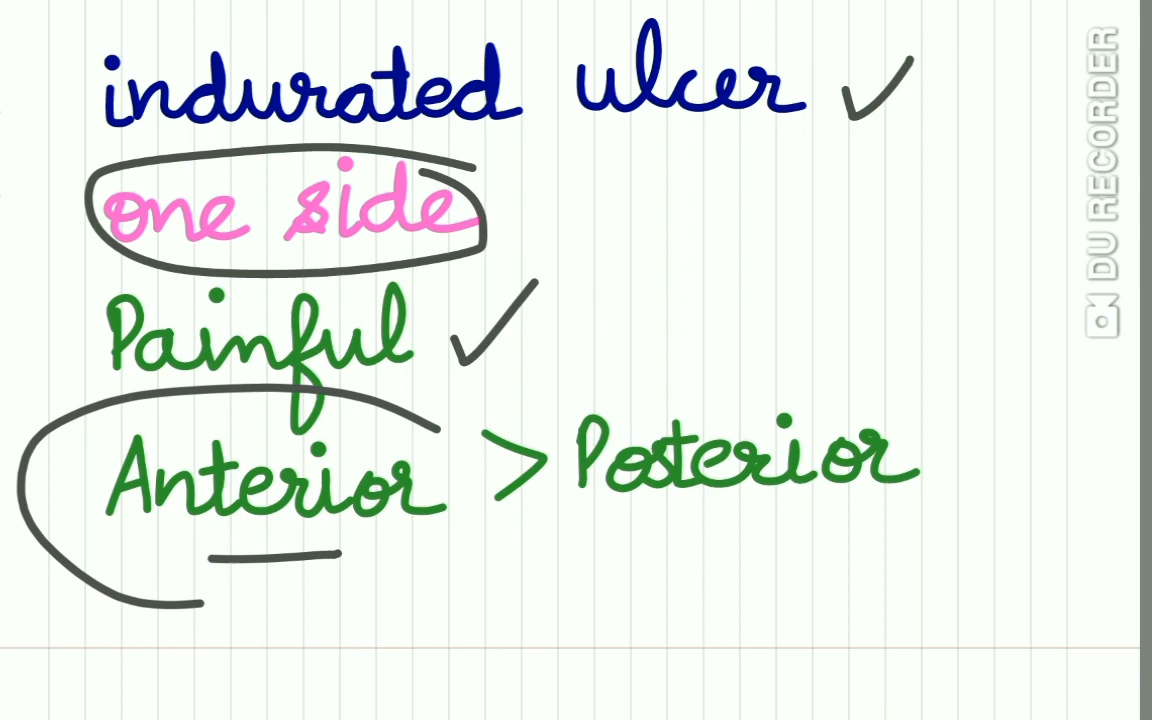 indurated ulcer ✓
one side
Painful ✓
Anterior > Posterior
DU RECORDER